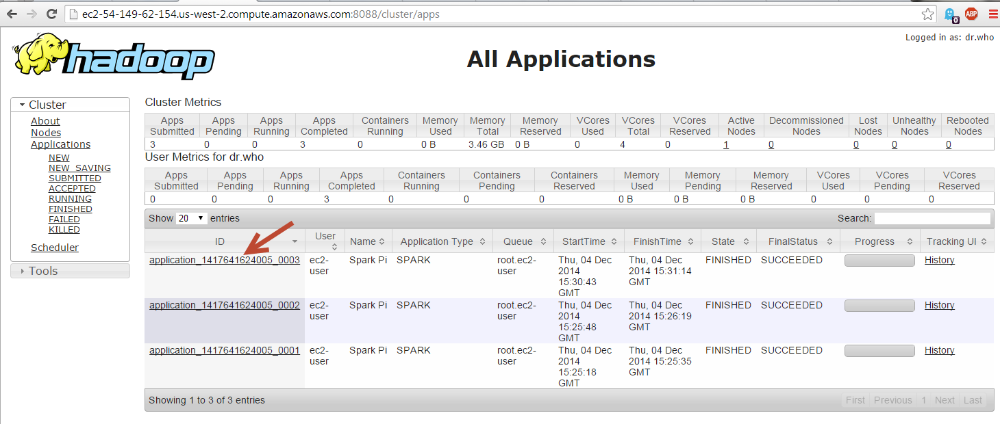 ec2-54-149-62-154.us-west-2.compute.amazonaws.com:8088/cluster/apps
0
ABP
Logged in as: dr.who
hadoop
All Applications
Cluster
About
Nodes
Applications
NEW
NEW_SAVING
SUBMITTED
ACCEPTED
RUNNING
FINISHED
FAILED
KILLED
Scheduler
Tools
Cluster Metrics
Apps Apps Apps Apps Containers Memory Memory Memory VCores VCores VCores Active Decommissioned Lost Unhealthy Rebooted
Submitted Pending Running Completed Running Used Total Reserved Used Total Reserved Nodes Nodes Nodes Nodes Nodes
3 0 0 3 0 0 B 3.46 GB 0 B 0 4 0 1 0 0 0 0
User Metrics for dr.who
Apps Apps Apps Apps Containers Containers Containers Memory Memory Memory VCores VCores VCores
Submitted Pending Running Completed Running Pending Reserved Used Pending Reserved Used Pending Reserved
0 0 0 3 0 0 0 0 B 0 B 0 B 0 0 0
Show 20 entries Search:
ID User Name Application Type Queue StartTime FinishTime State FinalStatus Progress Tracking UI
application_1417641624005_0003 ec2- Spark Pi SPARK root.ec2- Thu, 04 Dec Thu, 04 Dec FINISHED SUCCEEDED History
user user 2014 2014 15:31:14
15:30:43 GMT
GMT
application_1417641624005_0002 ec2- Spark Pi SPARK root.ec2- Thu, 04 Dec Thu, 04 Dec FINISHED SUCCEEDED History
user user 2014 2014 15:26:19
15:25:48 GMT
GMT
application_1417641624005_0001 ec2- Spark Pi SPARK root.ec2- Thu, 04 Dec Thu, 04 Dec FINISHED SUCCEEDED History
user user 2014 2014 15:25:35
15:25:18 GMT
GMT
Showing 1 to 3 of 3 entries First Previous 1 Next Last